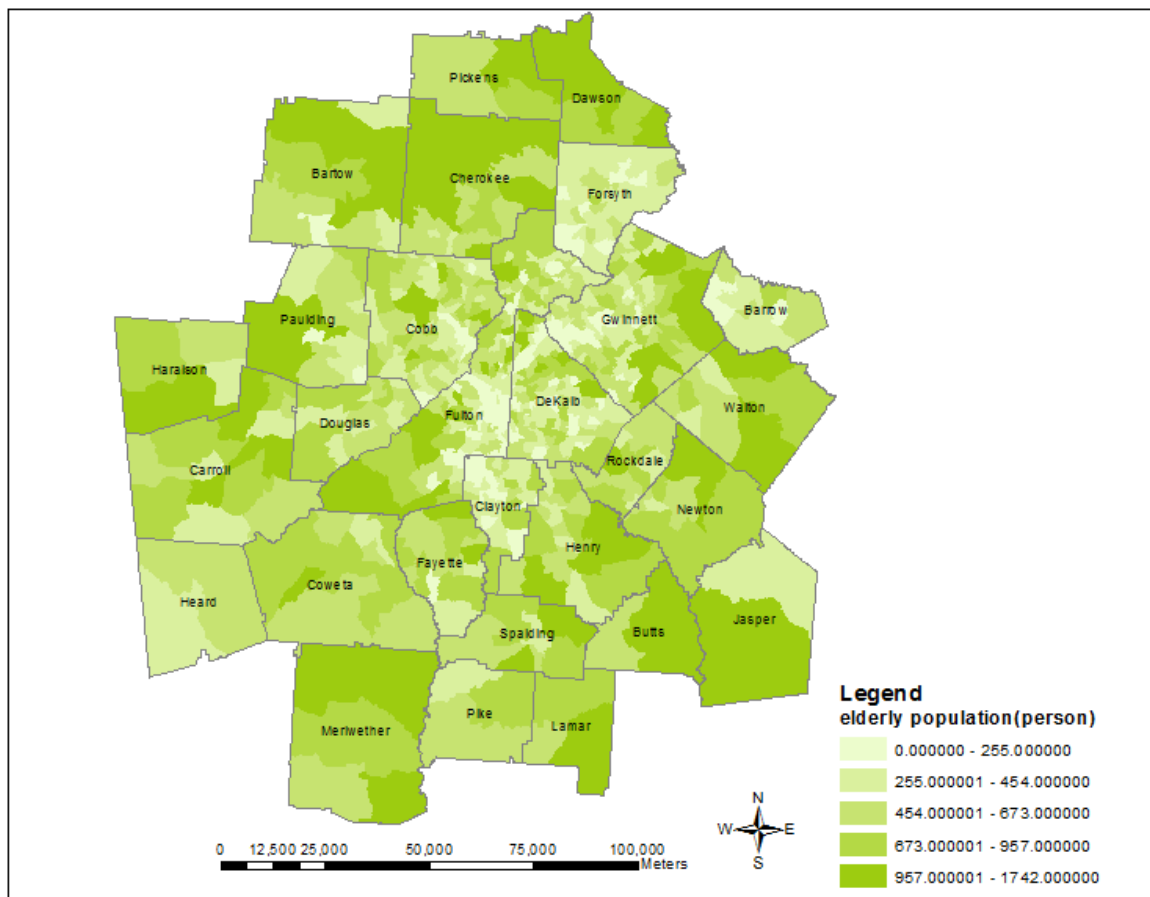 Pickens
Dawson
Bartow
Cherokee
Forsyth
Barrow
Gwinnett
Paulding
Cobb
Haralson
Walton
DeKalb
Fulton
Douglas
Rockdale
Carroll
Clayton
Newton
Henry
Fayette
Coweta
Heard
Jasper
Spalding
Butts
Pike
Lamar
Meriwether
Legend
elderly population(person)
0.000000 - 255.000000
255.000001 - 454.000000
454.000001 - 673.000000
673.000001 - 957.000000
957.000001 - 1742.000000
N
W E
S
0 12,500 25,000 50,000 75,000 100,000
Meters